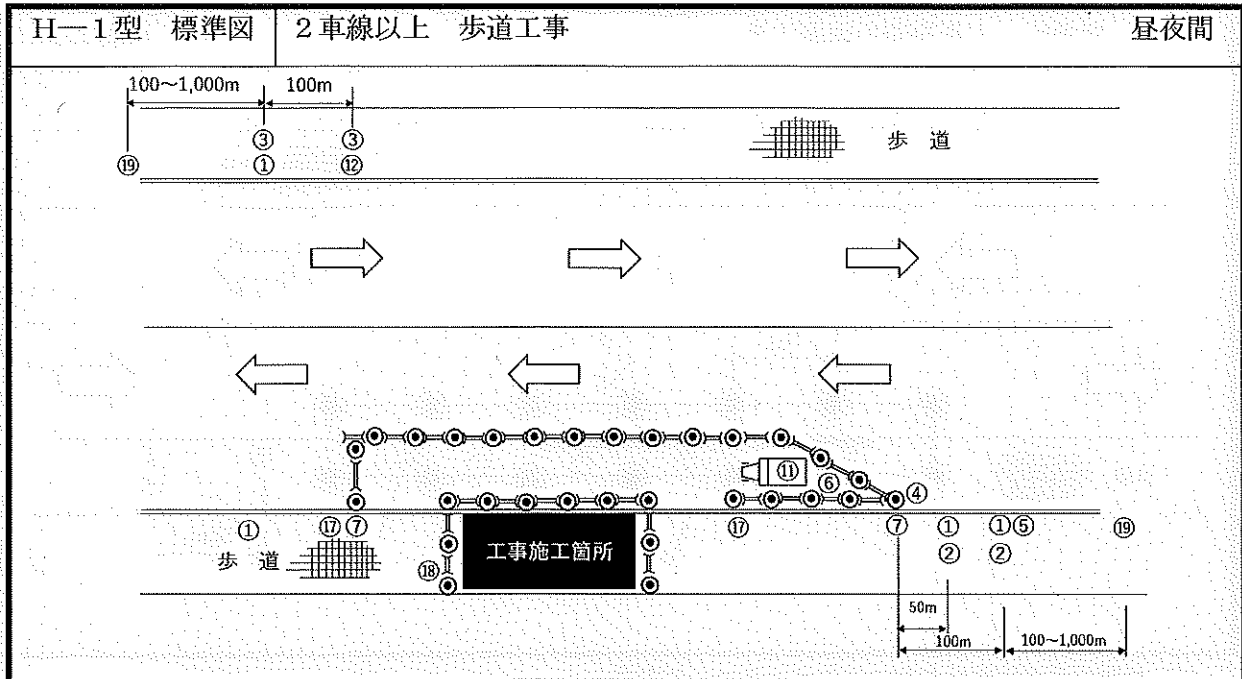 H―1型 標準図 2車線以上 歩道工事 昼夜間
100～1,000m 100m
③ ③
⑲ ① ⑫
歩道
⑪
⑥ ④
① ⑰ ⑦ ⑰ ⑦ ① ①⑤ ⑲
歩道 工事施工箇所 ② ②
⑱
50m
100m 100～1,000m